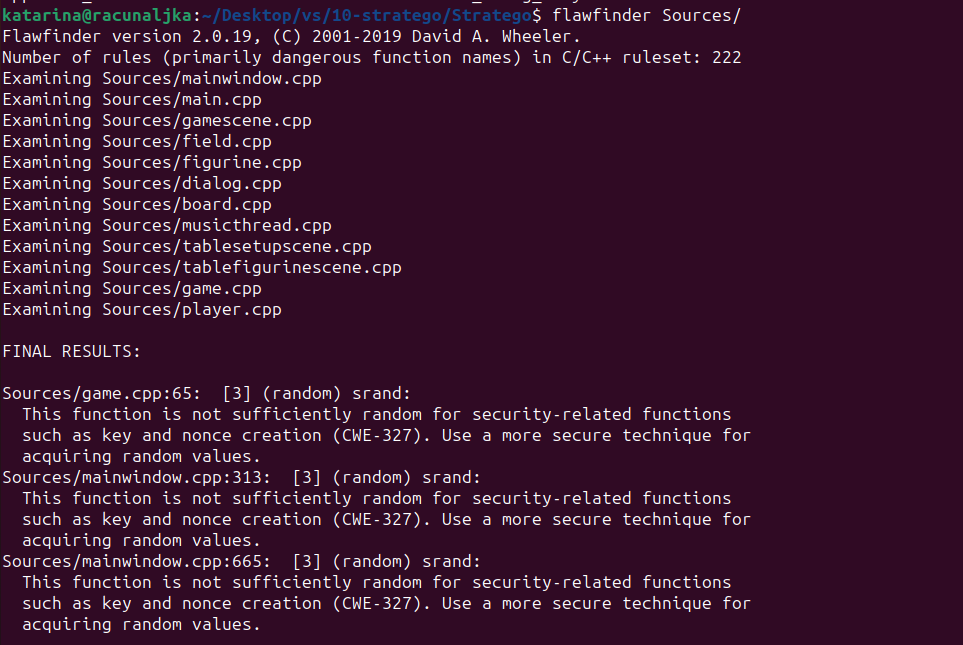 katarina@racunaljka:~/Desktop/vs/10-stratego/Stratego$ flawfinder Sources/
Flawfinder version 2.0.19, (C) 2001-2019 David A. Wheeler.
Number of rules (primarily dangerous function names) in C/C++ ruleset: 222
Examining Sources/mainwindow.cpp
Examining Sources/main.cpp
Examining Sources/gamescene.cpp
Examining Sources/field.cpp
Examining Sources/figurine.cpp
Examining Sources/dialog.cpp
Examining Sources/board.cpp
Examining Sources/musicthread.cpp
Examining Sources/tablesetupscene.cpp
Examining Sources/tablefigurinescene.cpp
Examining Sources/game.cpp
Examining Sources/player.cpp

FINAL RESULTS:

Sources/game.cpp:65:  [3] (random) srand:
  This function is not sufficiently random for security-related functions
  such as key and nonce creation (CWE-327). Use a more secure technique for
  acquiring random values.
Sources/mainwindow.cpp:313:  [3] (random) srand:
  This function is not sufficiently random for security-related functions
  such as key and nonce creation (CWE-327). Use a more secure technique for
  acquiring random values.
Sources/mainwindow.cpp:665:  [3] (random) srand:
  This function is not sufficiently random for security-related functions
  such as key and nonce creation (CWE-327). Use a more secure technique for
  acquiring random values.